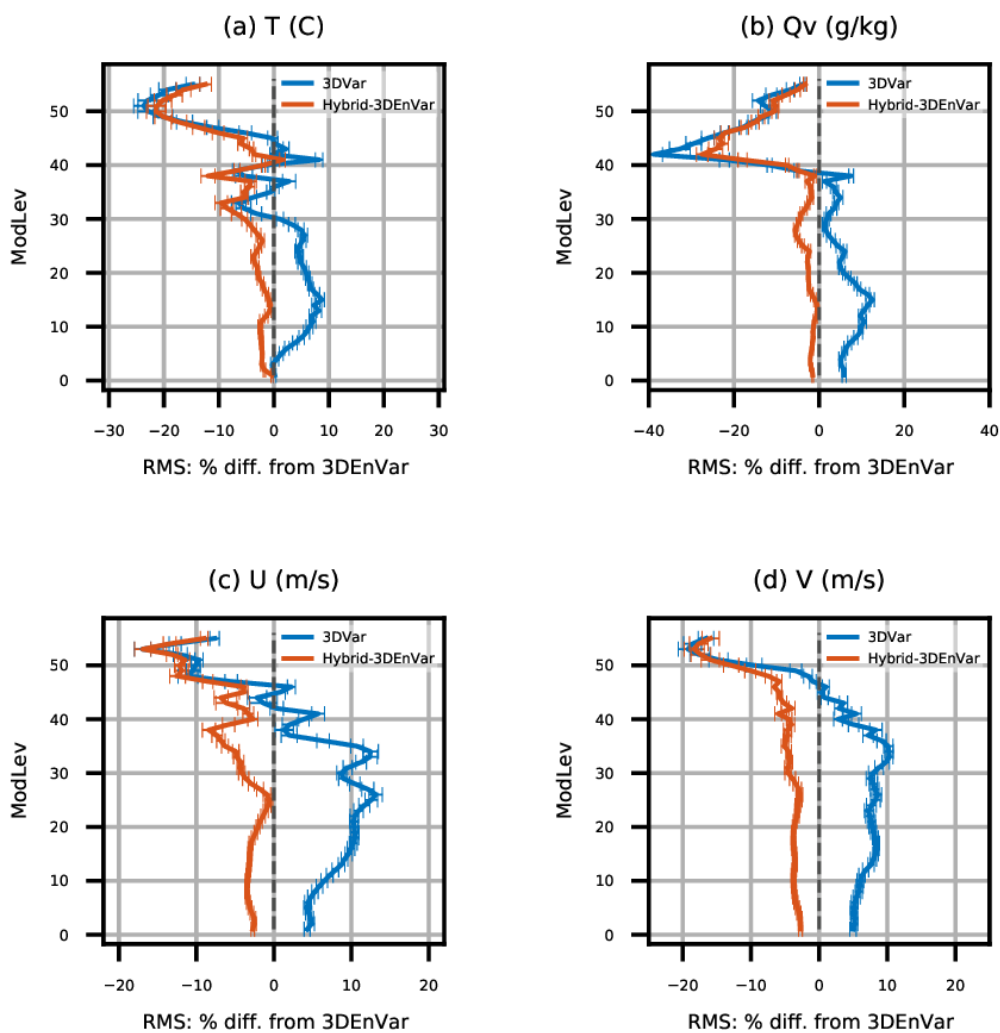 (a) T (C)
3DVar
Hybrid-3DEnVar
ModLev
50
40
30
20
10
0
−30 −20 −10 0 10 20 30
RMS: % diff. from 3DEnVar
(b) Qv (g/kg)
3DVar
Hybrid-3DEnVar
ModLev
50
40
30
20
10
0
−40 −20 0 20 40
RMS: % diff. from 3DEnVar
(c) U (m/s)
3DVar
Hybrid-3DEnVar
ModLev
50
40
30
20
10
0
−20 −10 0 10 20
RMS: % diff. from 3DEnVar
(d) V (m/s)
3DVar
Hybrid-3DEnVar
ModLev
50
40
30
20
10
0
−20 −10 0 10 20
RMS: % diff. from 3DEnVar